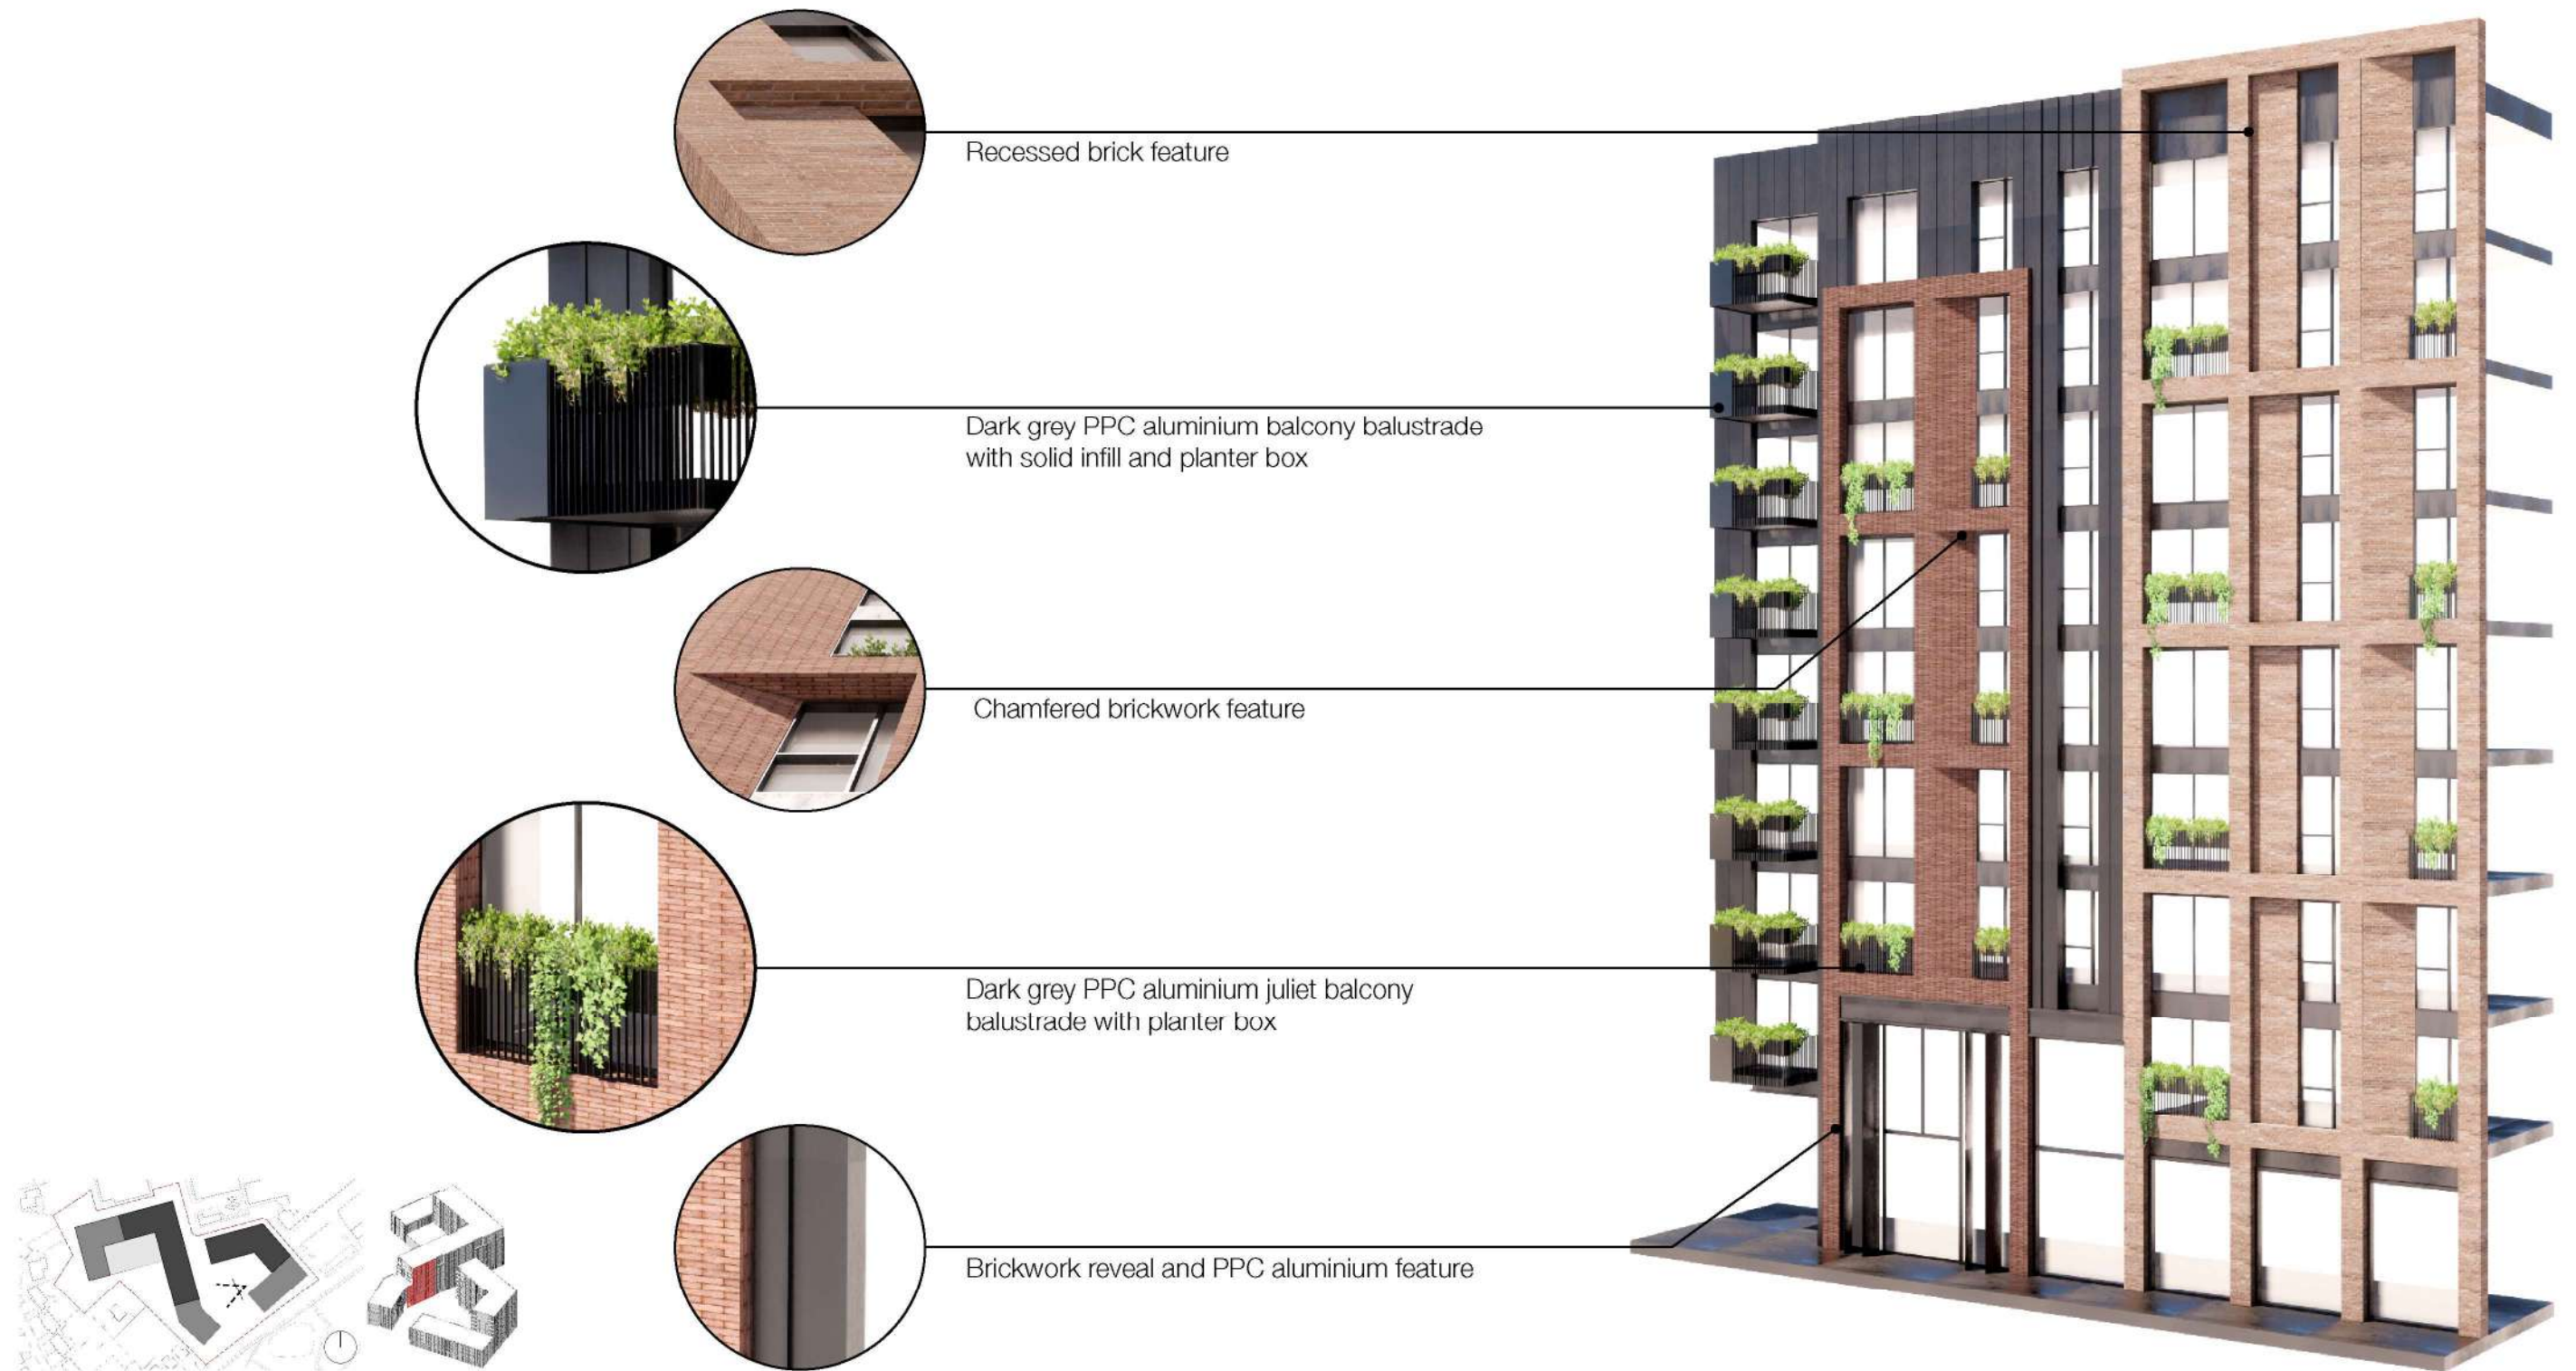 Recessed brick feature
Dark grey PPC aluminium balcony balustrade
with solid infill and planter box
Chamfered brickwork feature
Dark grey PPC aluminium juliet balcony
balustrade with planter box
Brickwork reveal and PPC aluminium feature